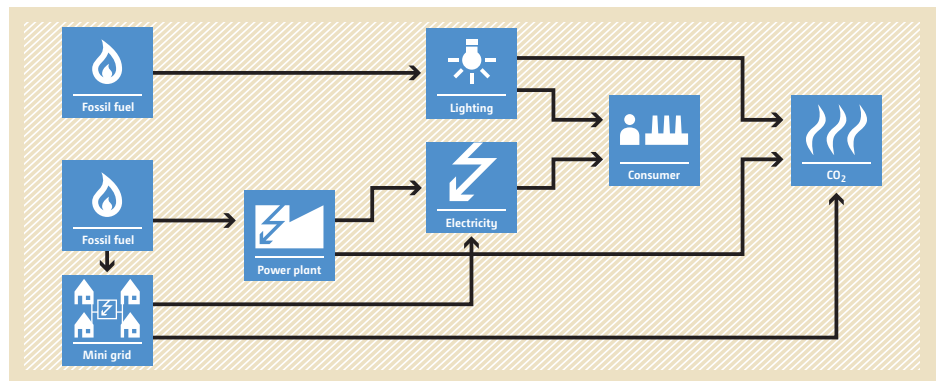 Fossil fuel
Lighting
Consumer
CO₂
Fossil fuel
Electricity
Power plant
Mini grid